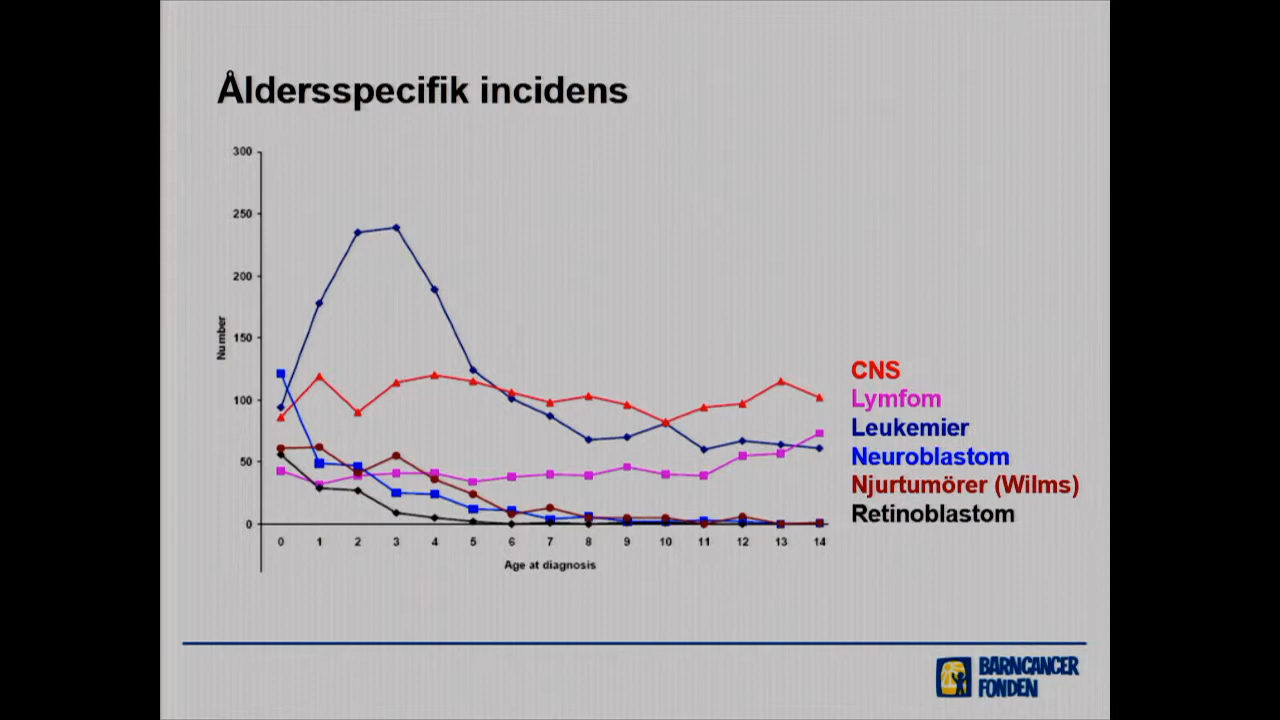 Åldersspecifik incidens
300
250
200
150
100
50
0
Number
0 1 2 3 4 5 6 7 8 9 10 11 12 13 14
Age at diagnosis
CNS
Lymfom
Leukemier
Neuroblastom
Njurtumörer (Wilms)
Retinoblastom
BARNCANCER
FONDEN